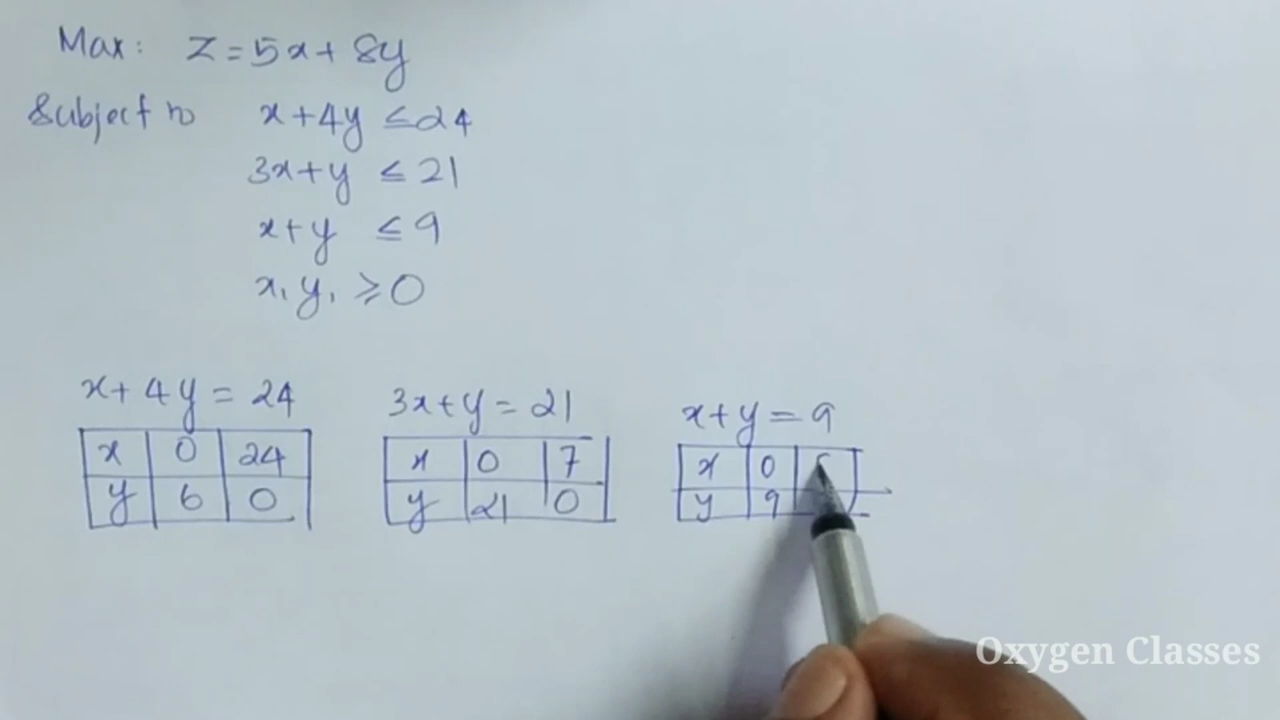 Max: Z=5x+8y
Subject to x+4y ≤24
3x+y ≤ 21
x+y ≤ 9
x, y, ≥0
x+4y=24
x 0 24
y 6 0
3x+y=21
x 0 7
y 21 0
x+y=9
x 0
y 9
Oxygen Classes